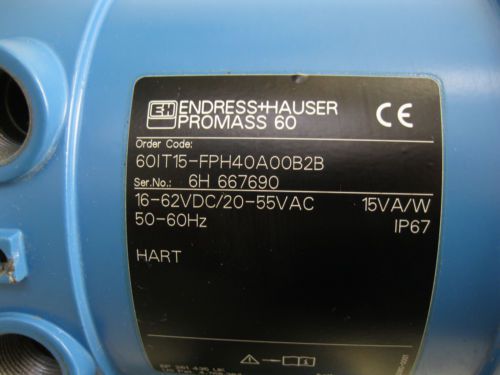 E+H ENDRESS+HAUSER
PROMASS 60
CE
Order Code:
60IT15-FPH40A00B2B
Ser.No.: 6H 667690
16-62VDC/20-55VAC 15VA/W
50-60Hz IP67
HART